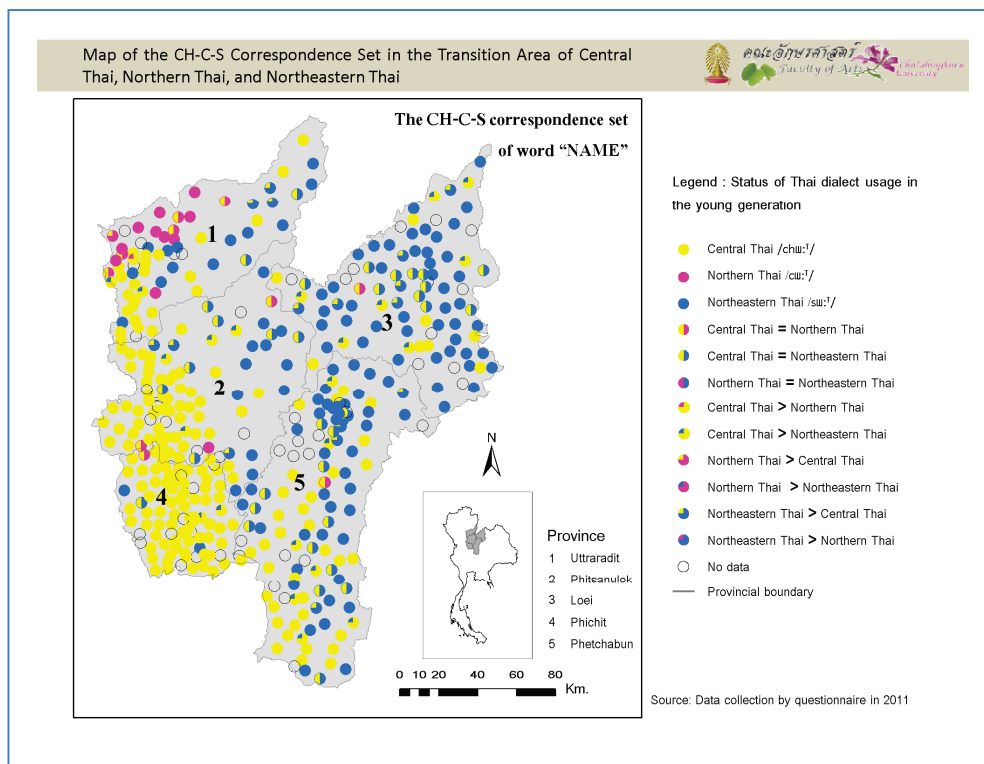 Map of the CH-C-S Correspondence Set in the Transition Area of Central
Thai, Northern Thai, and Northeastern Thai
คณะอักษรศาสตร์
Faculty of Arts
Chulalongkorn
University
The CH-C-S correspondence set
of word “NAME”
1
2
3
4
5
N
Province
1 Uttraradit
2 Phitsanulok
3 Loei
4 Phichit
5 Phetchabun
0 10 20 40 60 80
Km.
Legend : Status of Thai dialect usage in
the young generation
Central Thai /chɯːᵀ/
Northern Thai /cɯːᵀ/
Northeastern Thai /sɯːᵀ/
Central Thai = Northern Thai
Central Thai = Northeastern Thai
Northern Thai = Northeastern Thai
Central Thai > Northern Thai
Central Thai > Northeastern Thai
Northern Thai > Central Thai
Northern Thai > Northeastern Thai
Northeastern Thai > Central Thai
Northeastern Thai > Northern Thai
No data
Provincial boundary
Source: Data collection by questionnaire in 2011